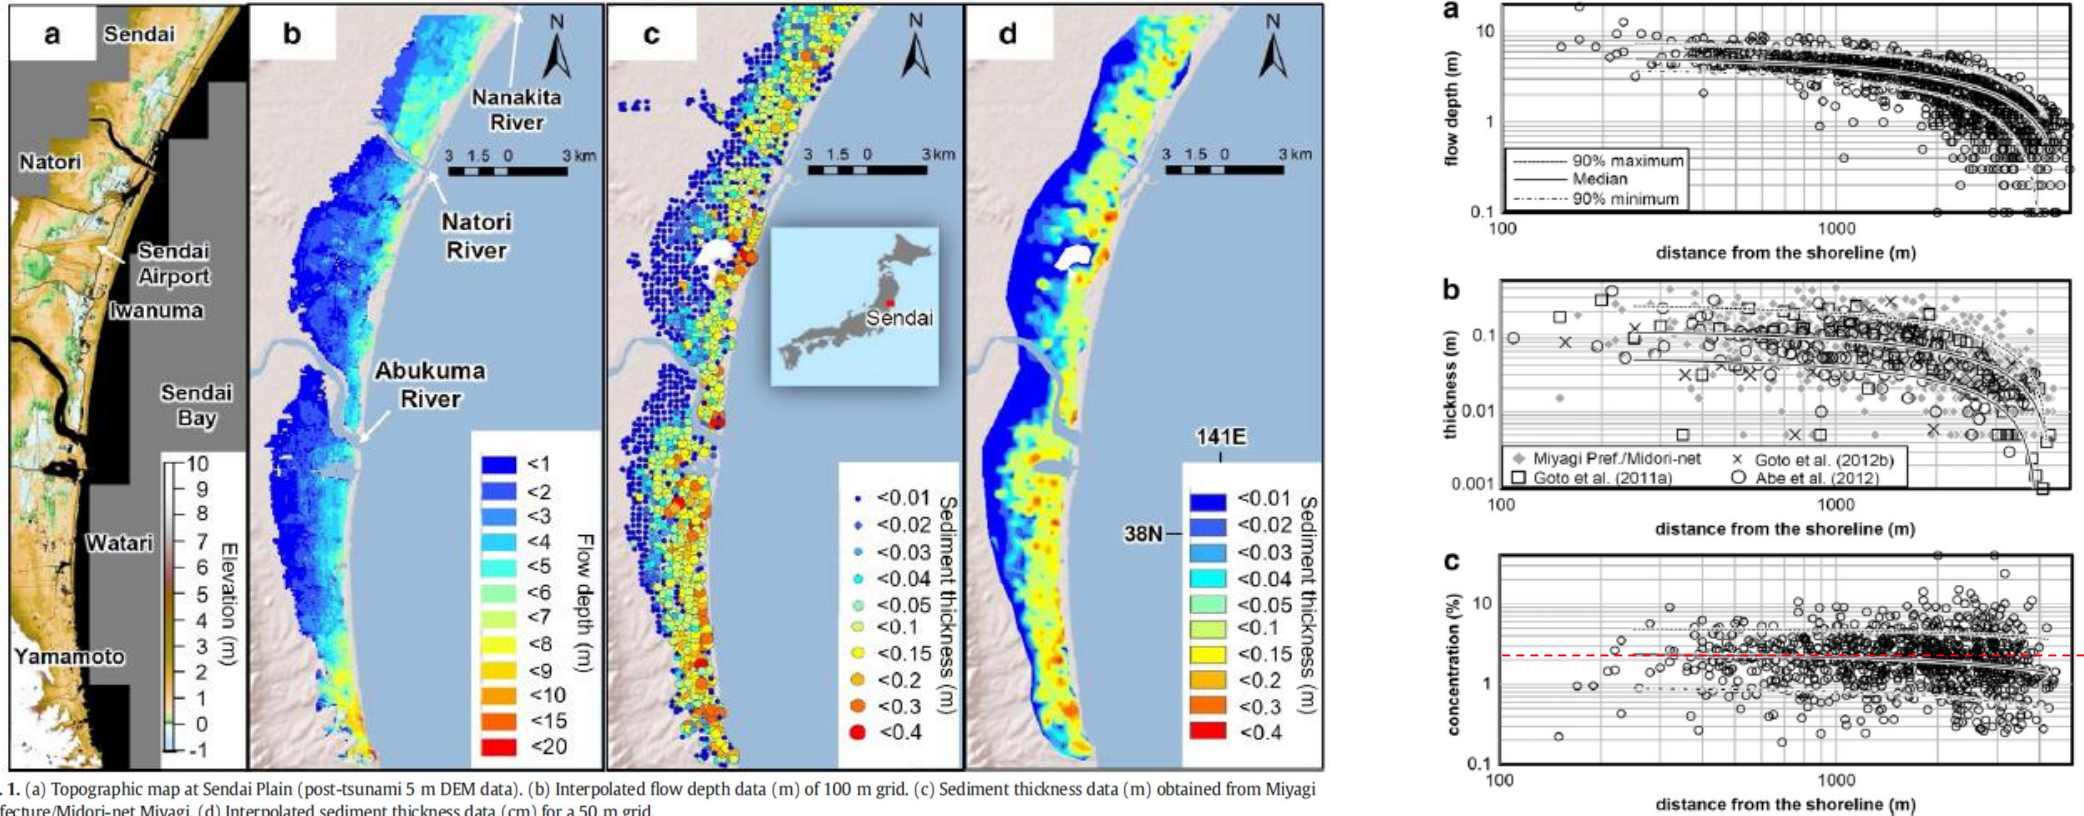 a
Sendai
Natori
Sendai
Airport
Iwanuma
Sendai
Bay
Watari
Yamamoto
10
9
8
7
6
5
4
3
2
1
0
-1
Elevation (m)
b
N
Nanakita
River
3 1.5 0 3 km
Natori
River
Abukuma
River
<1
<2
<3
<4
<5
<6
<7
<8
<9
<10
<15
<20
Flow depth (m)
c
N
3 1.5 0 3 km
Sendai
<0.01
<0.02
<0.03
<0.04
<0.05
<0.1
<0.15
<0.2
<0.3
<0.4
Sediment thickness (m)
d
N
3 1.5 0 3 km
141E
38N
<0.01
<0.02
<0.03
<0.04
<0.05
<0.1
<0.15
<0.2
<0.3
<0.4
Sediment thickness (m)
. 1. (a) Topographic map at Sendai Plain (post-tsunami 5 m DEM data). (b) Interpolated flow depth data (m) of 100 m grid. (c) Sediment thickness data (m) obtained from Miyagi
fecture/Midori-net Miyagi. (d) Interpolated sediment thickness data (cm) for a 50 m grid.
a
10
1
0.1
flow depth (m)
90% maximum
Median
90% minimum
100 1000
distance from the shoreline (m)
b
0.1
0.01
0.001
thickness (m)
Miyagi Pref./Midori-net
Goto et al. (2012b)
Goto et al. (2011a)
Abe et al. (2012)
100 1000
distance from the shoreline (m)
c
10
1
0.1
concentration (%)
100 1000
distance from the shoreline (m)